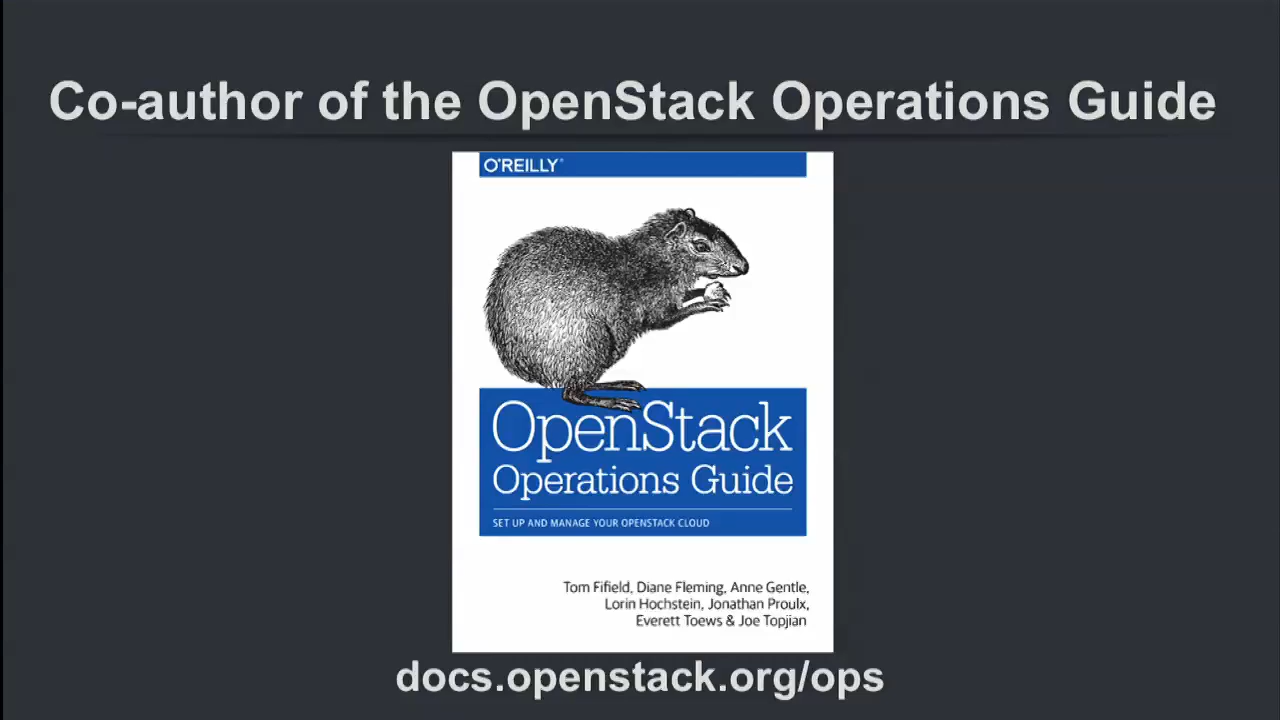 Co-author of the OpenStack Operations Guide
O'REILLY®
OpenStack
Operations Guide
SET UP AND MANAGE YOUR OPENSTACK CLOUD
Tom Fifield, Diane Fleming, Anne Gentle,
Lorin Hochstein, Jonathan Proulx,
Everett Toews & Joe Topjian
docs.openstack.org/ops